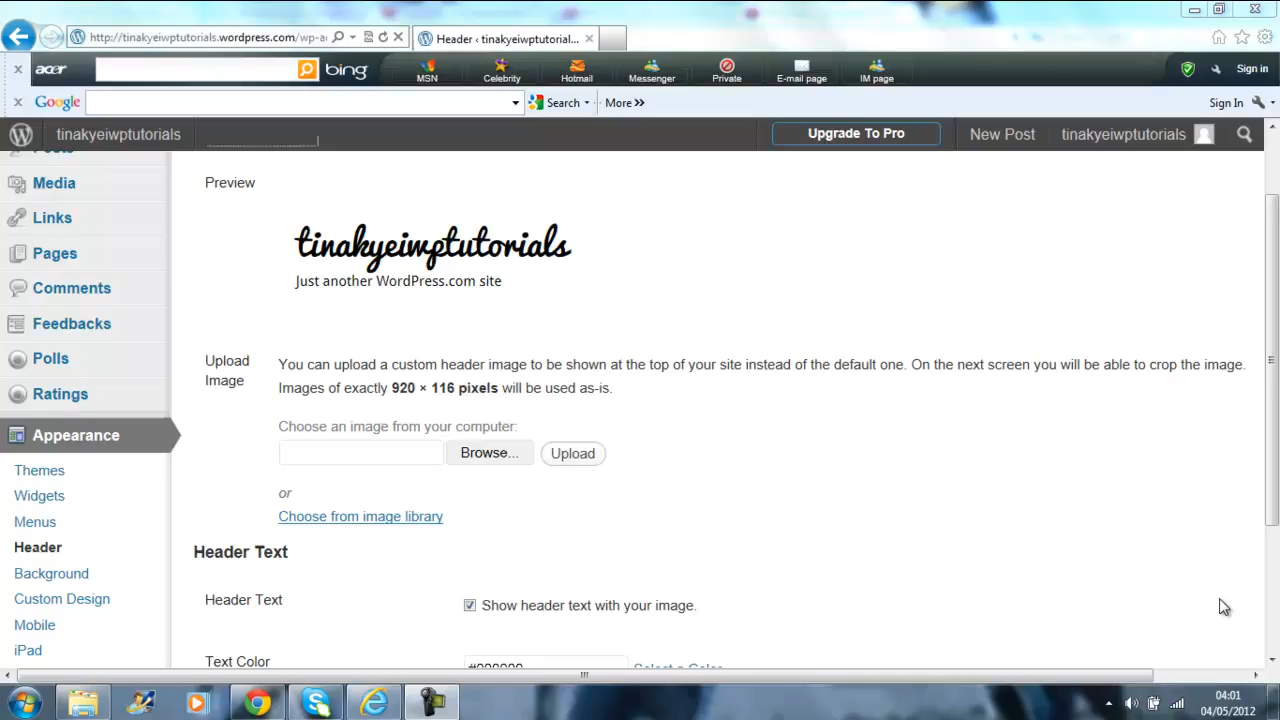 http://tinakyeiwptutorials.wordpress.com/wp-a
Header ‹ tinakyeiwptutorial...
acer
bing
MSN
Celebrity
Hotmail
Messenger
Private
E-mail page
IM page
Sign in
Google
Search
More »
Sign In
tinakyeiwptutorials
Upgrade To Pro
New Post
tinakyeiwptutorials
Posts
Media
Links
Pages
Comments
Feedbacks
Polls
Ratings
Appearance
Themes
Widgets
Menus
Header
Background
Custom Design
Mobile
iPad
Preview
tinakyeiwptutorials
Just another WordPress.com site
Upload
Image
You can upload a custom header image to be shown at the top of your site instead of the default one. On the next screen you will be able to crop the image.
Images of exactly 920 × 116 pixels will be used as-is.
Choose an image from your computer:
Browse...
Upload
or
Choose from image library
Header Text
Header Text
Show header text with your image.
Text Color
#000000
Select a Color
04:01
04/05/2012